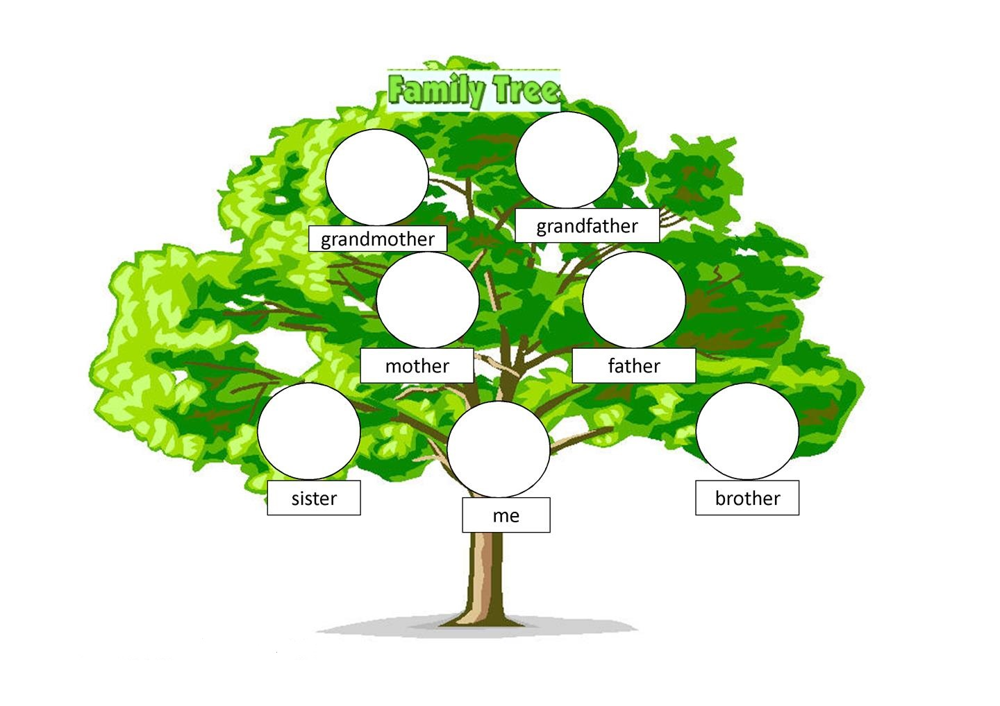 Family Tree
grandmother
grandfather
mother
father
sister
me
brother